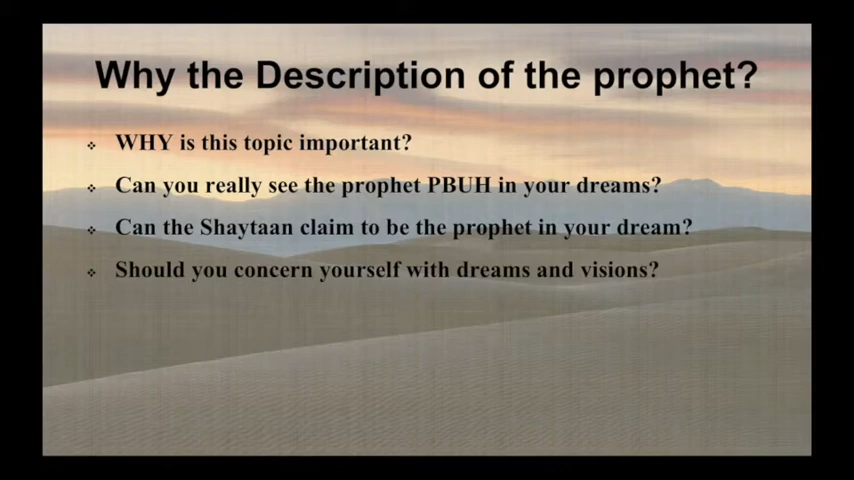 Why the Description of the prophet?
WHY is this topic important?
Can you really see the prophet PBUH in your dreams?
Can the Shaytaan claim to be the prophet in your dream?
Should you concern yourself with dreams and visions?